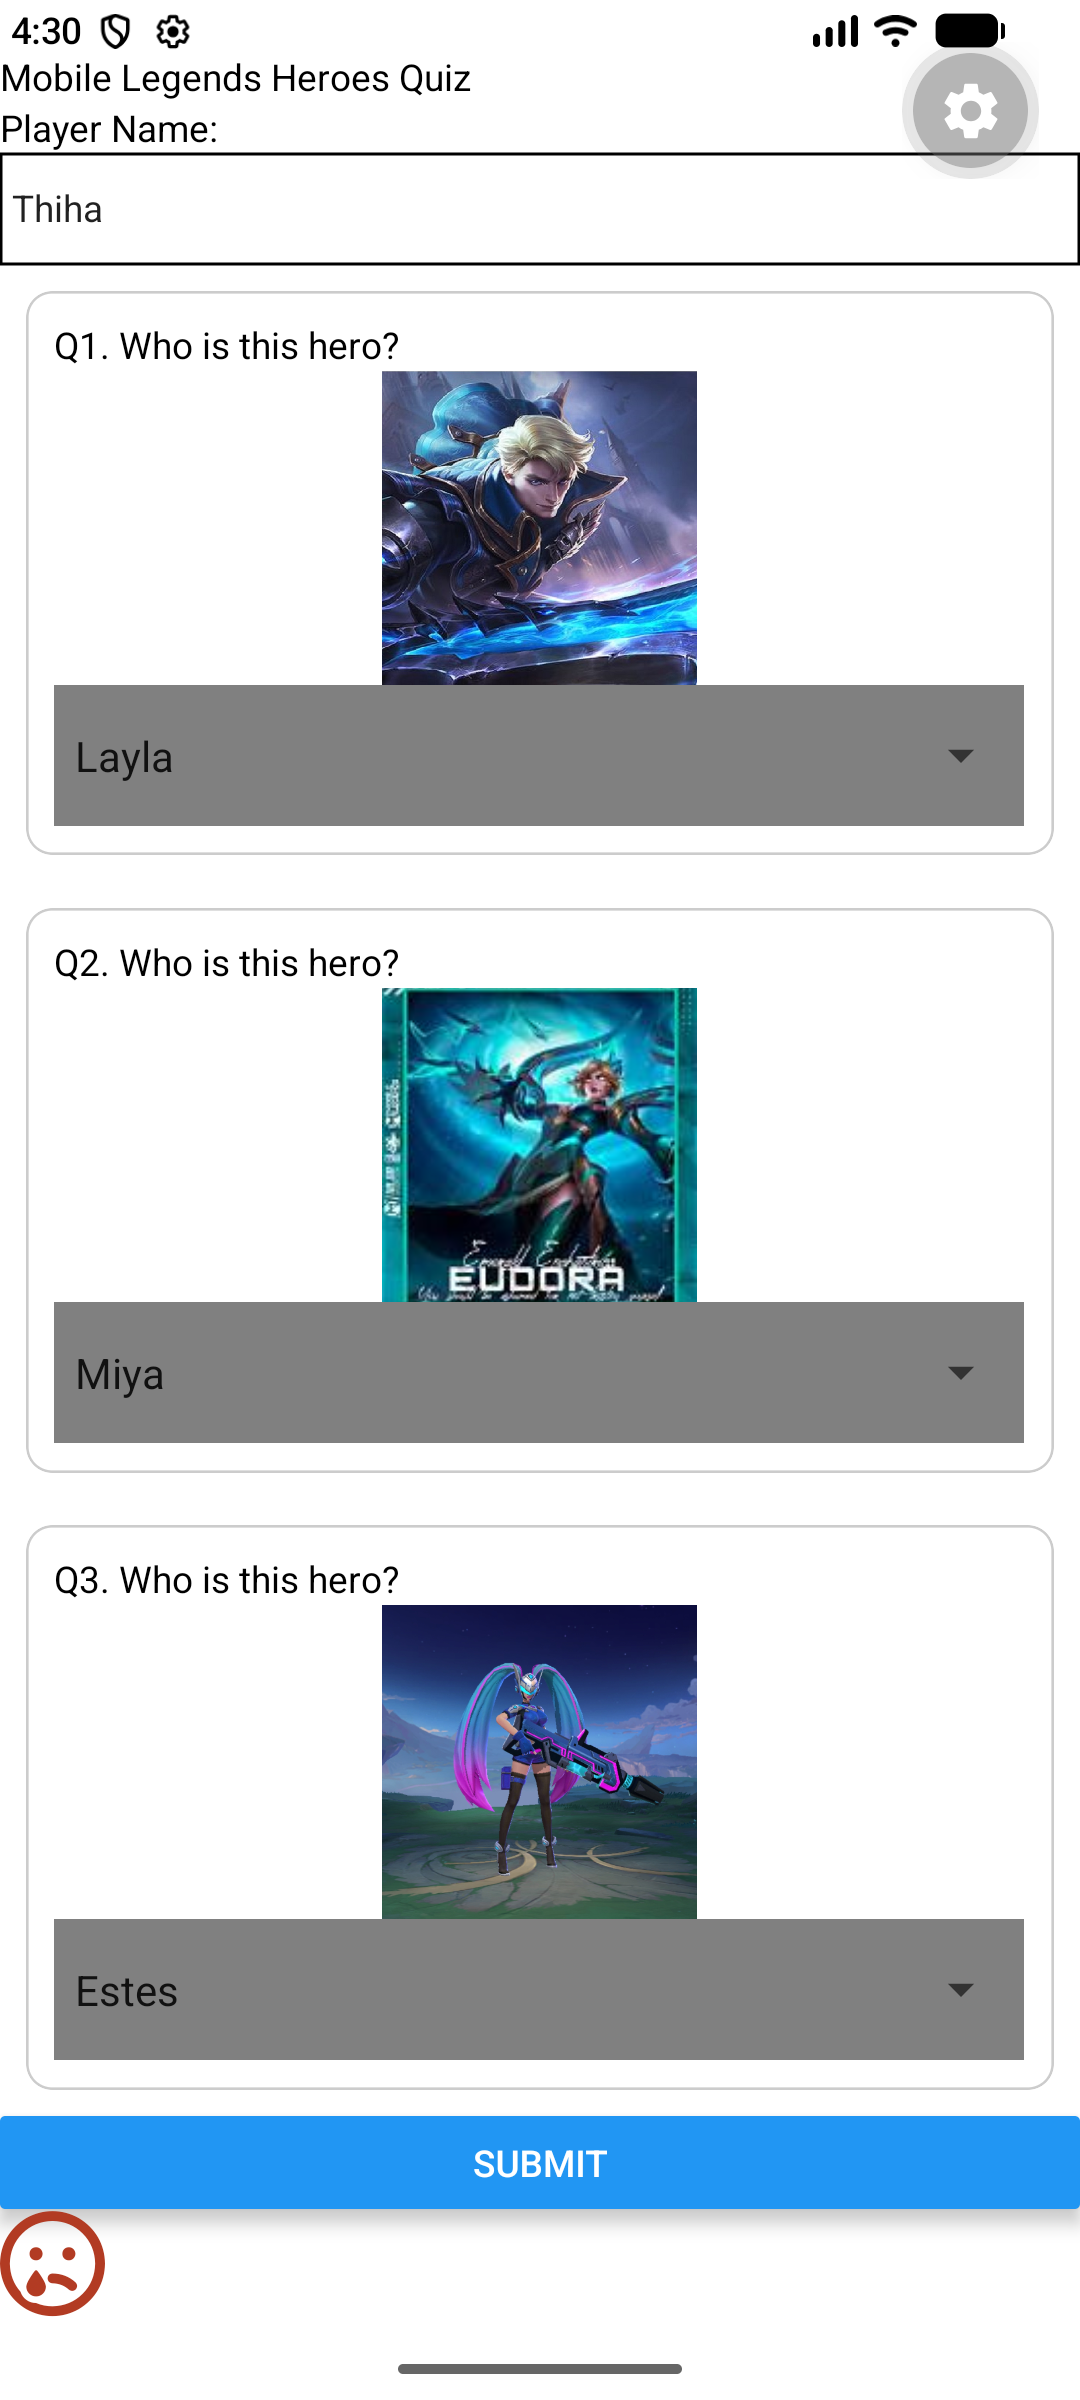 4:30
Mobile Legends Heroes Quiz
Player Name:
Thiha
Q1. Who is this hero?
Layla
Q2. Who is this hero?
EUDORA
Miya
Q3. Who is this hero?
Estes
SUBMIT